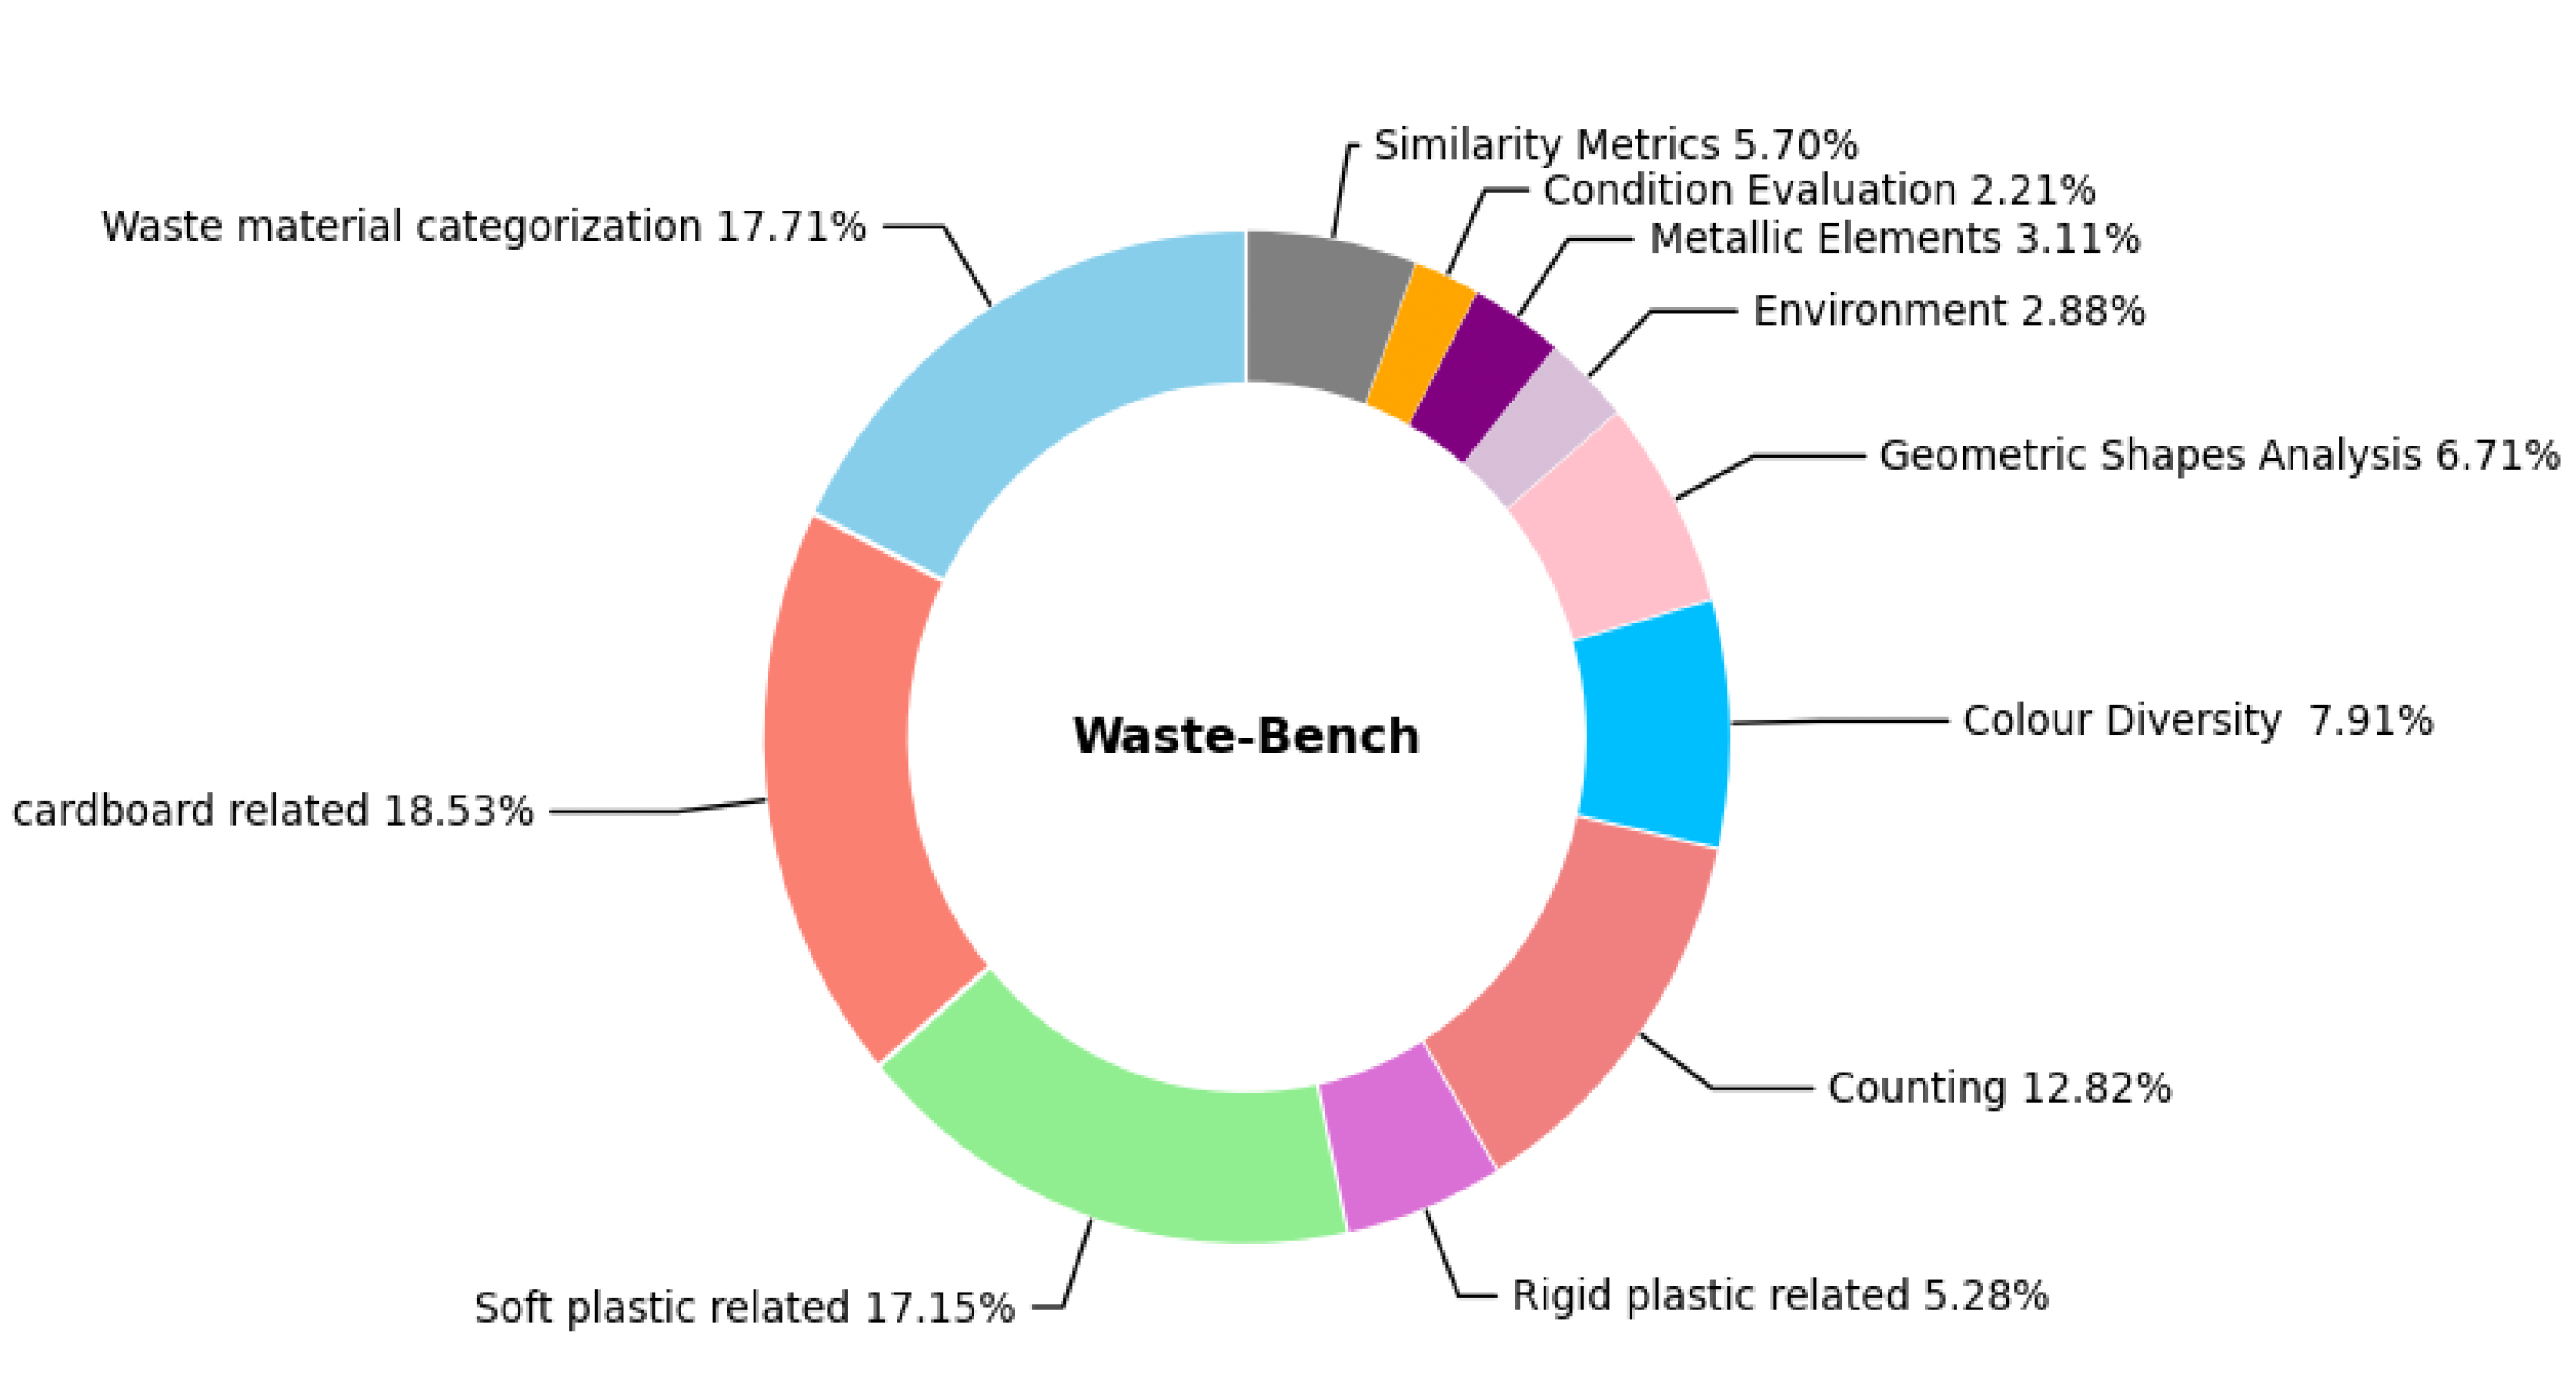 Similarity Metrics 5.70%
Condition Evaluation 2.21%
Waste material categorization 17.71%
Metallic Elements 3.11%
Environment 2.88%
Geometric Shapes Analysis 6.71%
Colour Diversity  7.91%
Waste-Bench
cardboard related 18.53%
Counting 12.82%
Rigid plastic related 5.28%
Soft plastic related 17.15%